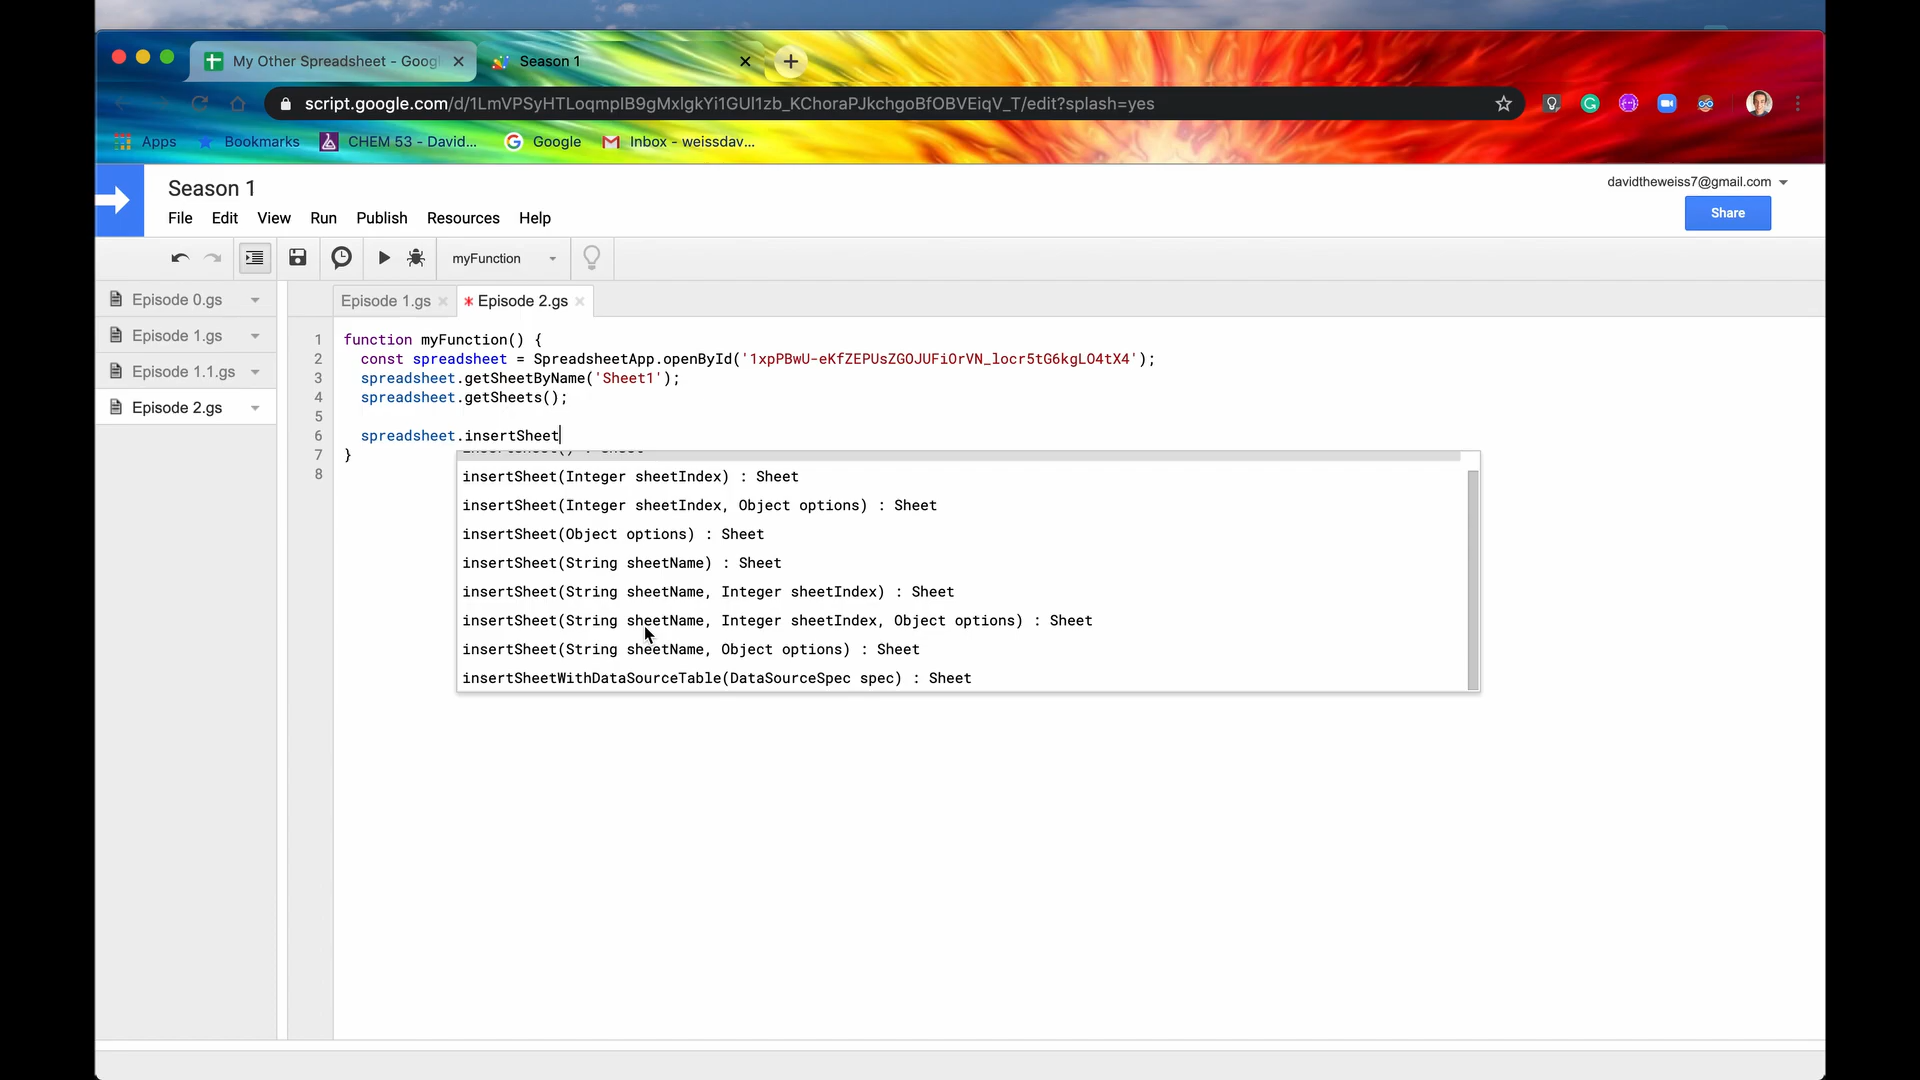 My Other Spreadsheet - Goog
Season 1
script.google.com/d/1LmVPSyHTLoqmpIB9gMxlgkYi1GUl1zb_KChoraPJkchgoBfOBVEiqV_T/edit?splash=yes
Apps
Bookmarks
CHEM 53 - David...
Google
Inbox - weissdav...
Season 1
davidtheweiss7@gmail.com
File Edit View Run Publish Resources Help
Share
myFunction
Episode 0.gs
Episode 1.gs
Episode 1.1.gs
Episode 2.gs
Episode 1.gs
* Episode 2.gs
1 function myFunction() {
2 const spreadsheet = SpreadsheetApp.openById('1xpPBwU-eKfZEPUsZGOJUFiOrVN_locr5tG6kgLO4tX4');
3 spreadsheet.getSheetByName('Sheet1');
4 spreadsheet.getSheets();
5
6 spreadsheet.insertSheet
7 }
8
insertSheet() : Sheet
insertSheet(Integer sheetIndex) : Sheet
insertSheet(Integer sheetIndex, Object options) : Sheet
insertSheet(Object options) : Sheet
insertSheet(String sheetName) : Sheet
insertSheet(String sheetName, Integer sheetIndex) : Sheet
insertSheet(String sheetName, Integer sheetIndex, Object options) : Sheet
insertSheet(String sheetName, Object options) : Sheet
insertSheetWithDataSourceTable(DataSourceSpec spec) : Sheet